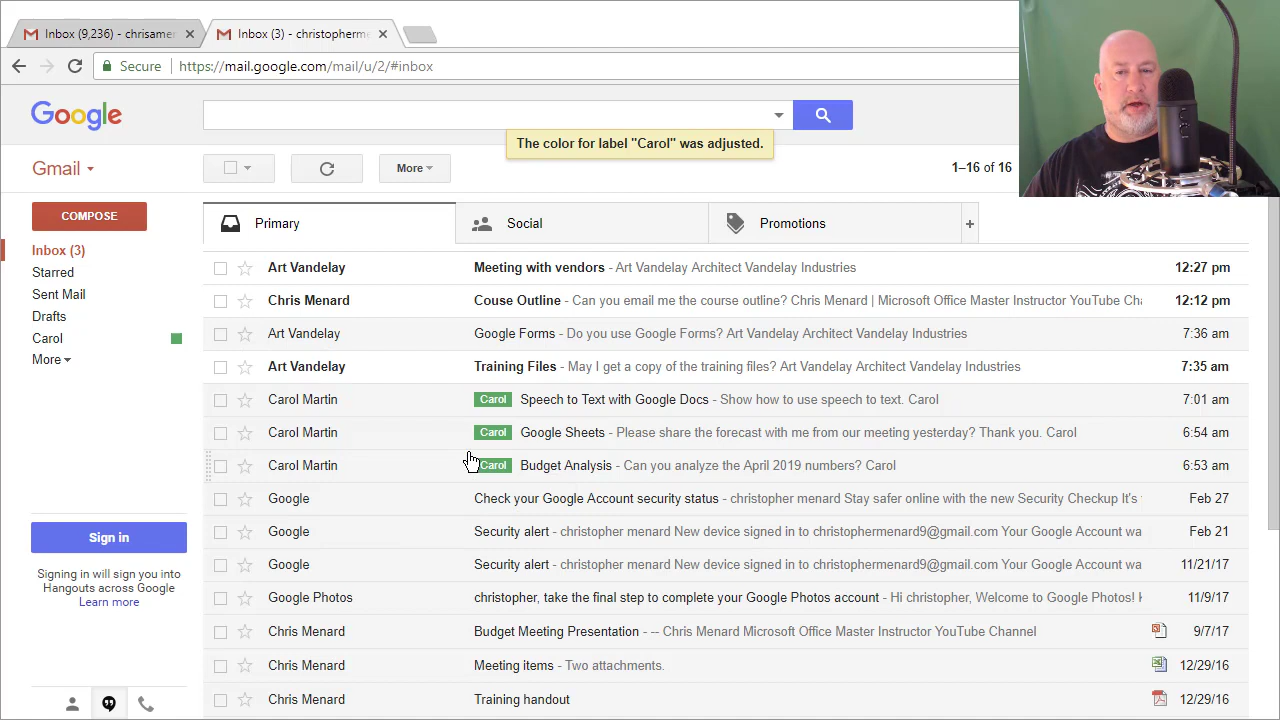 Inbox (9,236) - chrisamer
Inbox (3) - christopherme
Secure https://mail.google.com/mail/u/2/#inbox
Google
The color for label "Carol" was adjusted.
Gmail
More
1–16 of 16
COMPOSE
Primary
Social
Promotions
+
Inbox (3)
Starred
Sent Mail
Drafts
Carol
More
Art Vandelay Meeting with vendors - Art Vandelay Architect Vandelay Industries 12:27 pm
Chris Menard Couse Outline - Can you email me the course outline? Chris Menard | Microsoft Office Master Instructor YouTube Cha 12:12 pm
Art Vandelay Google Forms - Do you use Google Forms? Art Vandelay Architect Vandelay Industries 7:36 am
Art Vandelay Training Files - May I get a copy of the training files? Art Vandelay Architect Vandelay Industries 7:35 am
Carol Martin Carol Speech to Text with Google Docs - Show how to use speech to text. Carol 7:01 am
Carol Martin Carol Google Sheets - Please share the forecast with me from our meeting yesterday? Thank you. Carol 6:54 am
Carol Martin Carol Budget Analysis - Can you analyze the April 2019 numbers? Carol 6:53 am
Google Check your Google Account security status - christopher menard Stay safer online with the new Security Checkup It's Feb 27
Google Security alert - christopher menard New device signed in to christophermenard9@gmail.com Your Google Account wa Feb 21
Google Security alert - christopher menard New device signed in to christophermenard9@gmail.com Your Google Account wa 11/21/17
Google Photos christopher, take the final step to complete your Google Photos account - Hi christopher, Welcome to Google Photos! 11/9/17
Chris Menard Budget Meeting Presentation - -- Chris Menard Microsoft Office Master Instructor YouTube Channel 9/7/17
Chris Menard Meeting items - Two attachments. 12/29/16
Chris Menard Training handout 12/29/16
Sign in
Signing in will sign you into
Hangouts across Google
Learn more